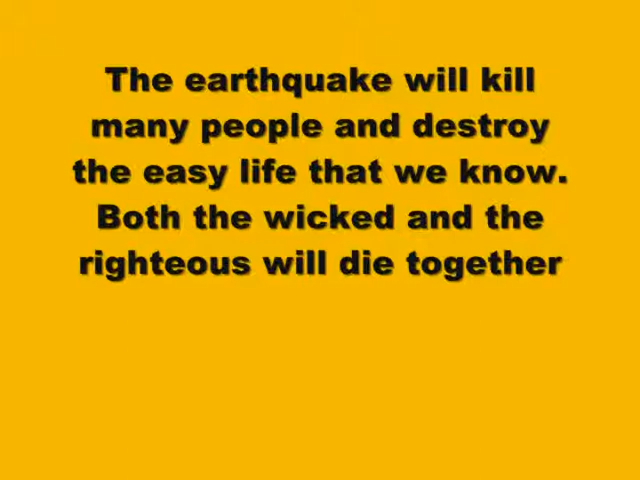 The earthquake will kill
many people and destroy
the easy life that we know.
Both the wicked and the
righteous will die together